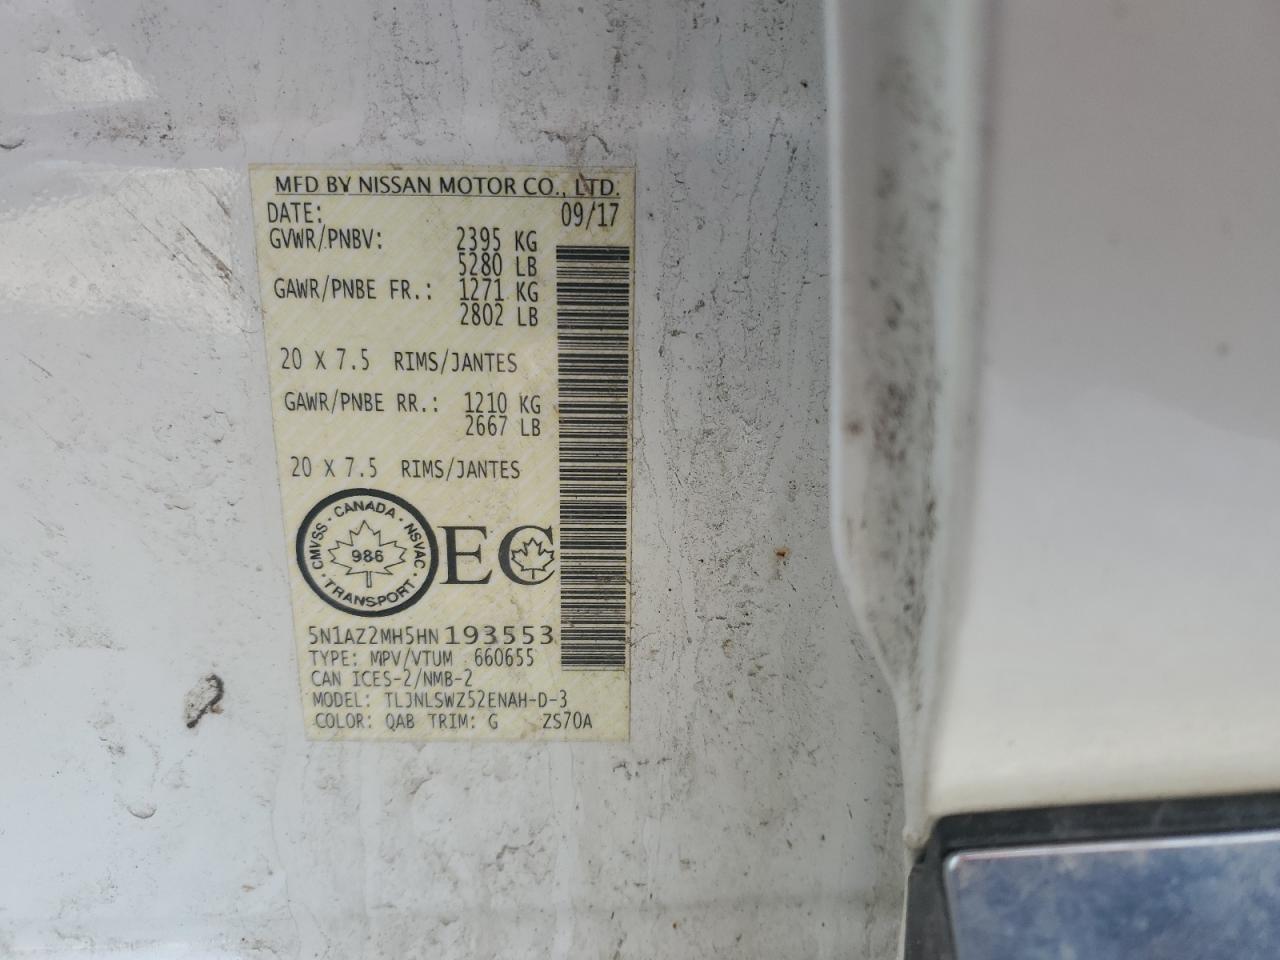 MFD BY NISSAN MOTOR CO., LTD.
DATE: 09/17
GVWR/PNBV: 2395 KG
5280 LB
GAWR/PNBE FR.: 1271 KG
2802 LB
20 X 7.5 RIMS/JANTES
GAWR/PNBE RR.: 1210 KG
2667 LB
20 X 7.5 RIMS/JANTES
CMVSS · CANADA · NSVAC · TRANSPORT ·
986
EC
5N1AZ2MH5HN193553
TYPE: MPV/VTUM 660655
CAN ICES-2/NMB-2
MODEL: TLJNLSWZ52ENAH-D-3
COLOR: QAB TRIM: G ZS70A